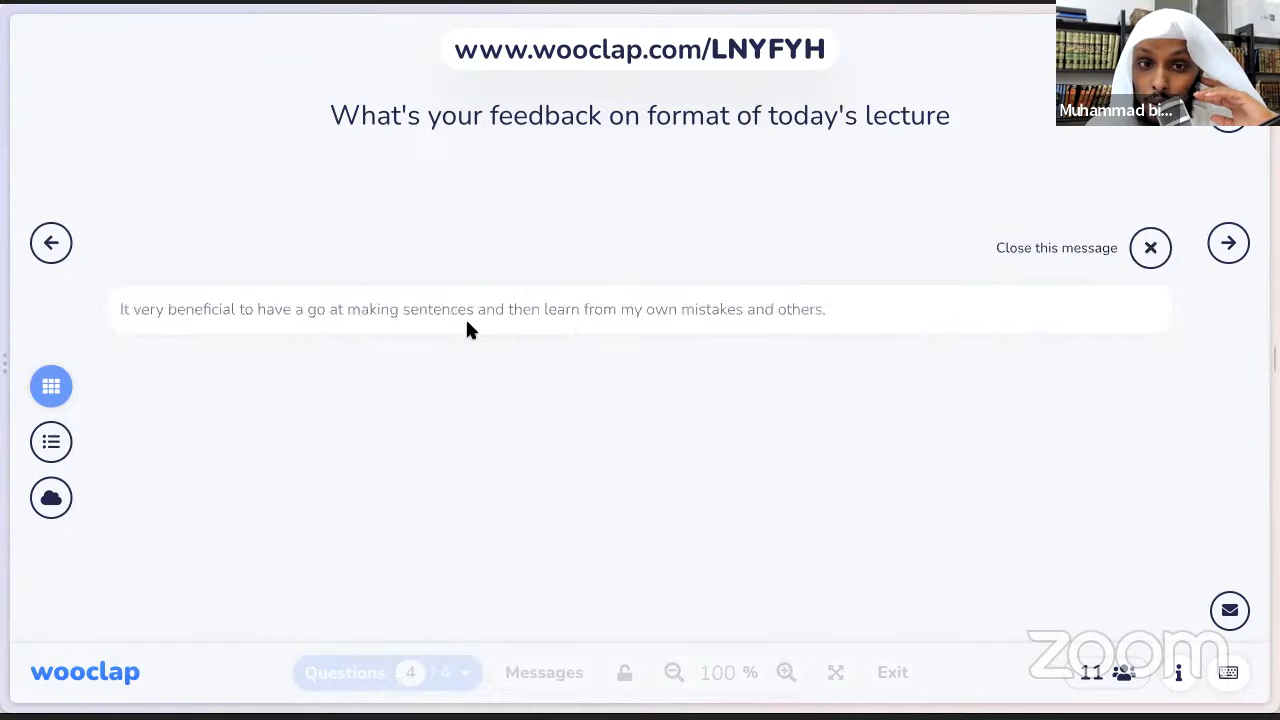 www.wooclap.com/LNYFYH
What's your feedback on format of today's lecture
Muhammad bi...
Close this message
It very beneficial to have a go at making sentences and then learn from my own mistakes and others.
zoom
wooclap
Questions 4 / 4
Messages
100 %
Exit
11